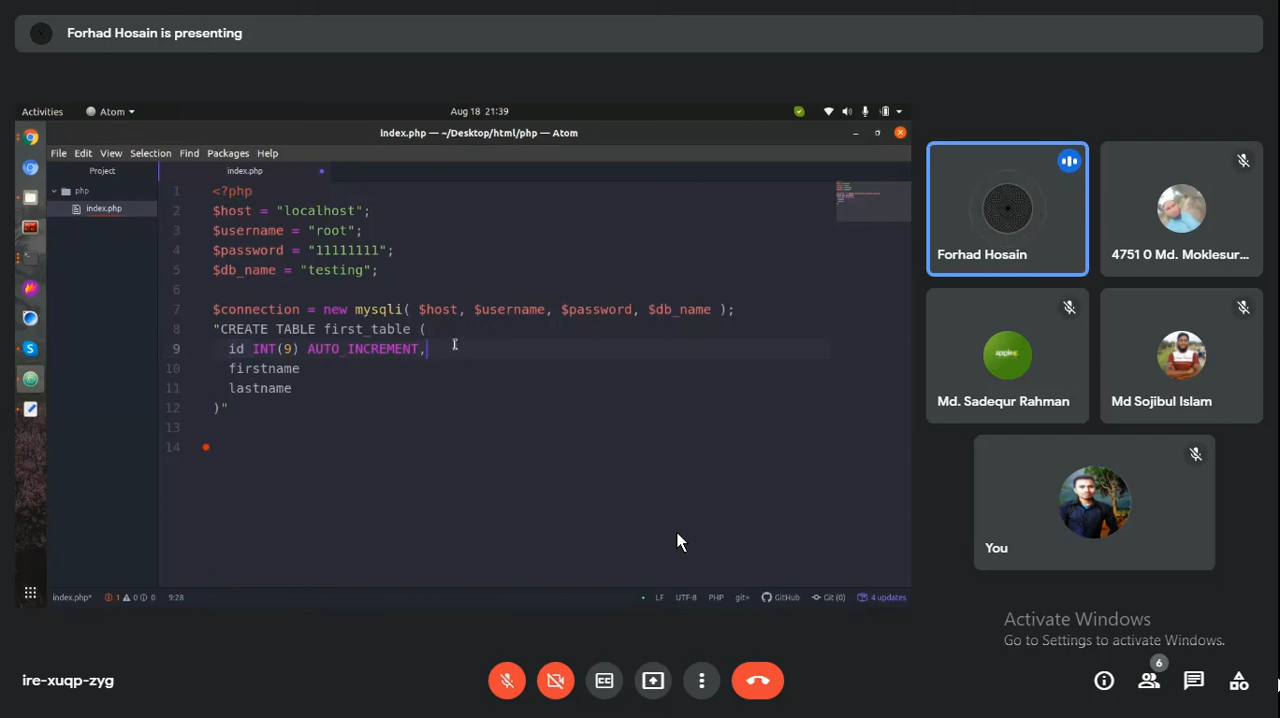 Forhad Hosain is presenting
Activities Atom Aug 18 21:39
index.php — ~/Desktop/html/php — Atom
File Edit View Selection Find Packages Help
Project index.php
php
index.php
1 <?php
2 $host = "localhost";
3 $username = "root";
4 $password = "11111111";
5 $db_name = "testing";
6
7 $connection = new mysqli( $host, $username, $password, $db_name );
8 "CREATE TABLE first_table (
9 id INT(9) AUTO_INCREMENT,
10 firstname
11 lastname
12 )"
13
14
index.php* 1 0 0 9:28 LF UTF-8 PHP git+ GitHub Git (0) 4 updates
Forhad Hosain
4751 0 Md. Moklesur...
Md. Sadequr Rahman
Md Sojibul Islam
You
Activate Windows
Go to Settings to activate Windows.
ire-xuqp-zyg
6